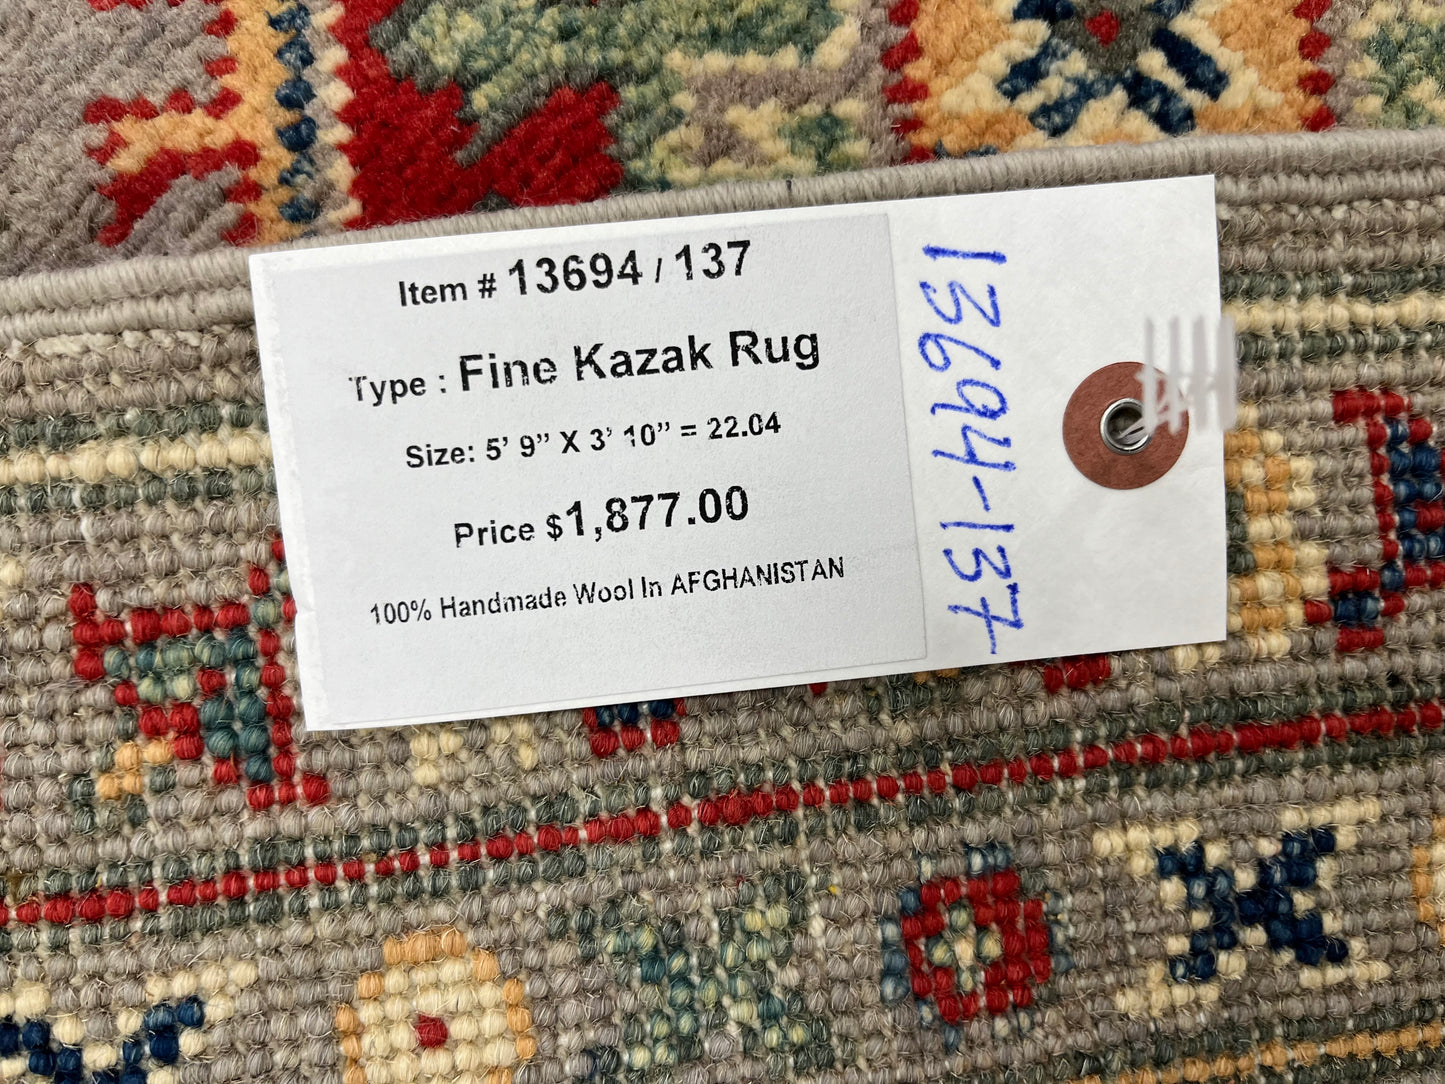 Item # 13694 / 137
Type : Fine Kazak Rug
Size: 5’ 9” X 3’ 10” = 22.04
Price $1,877.00
100% Handmade Wool In AFGHANISTAN
13694-137